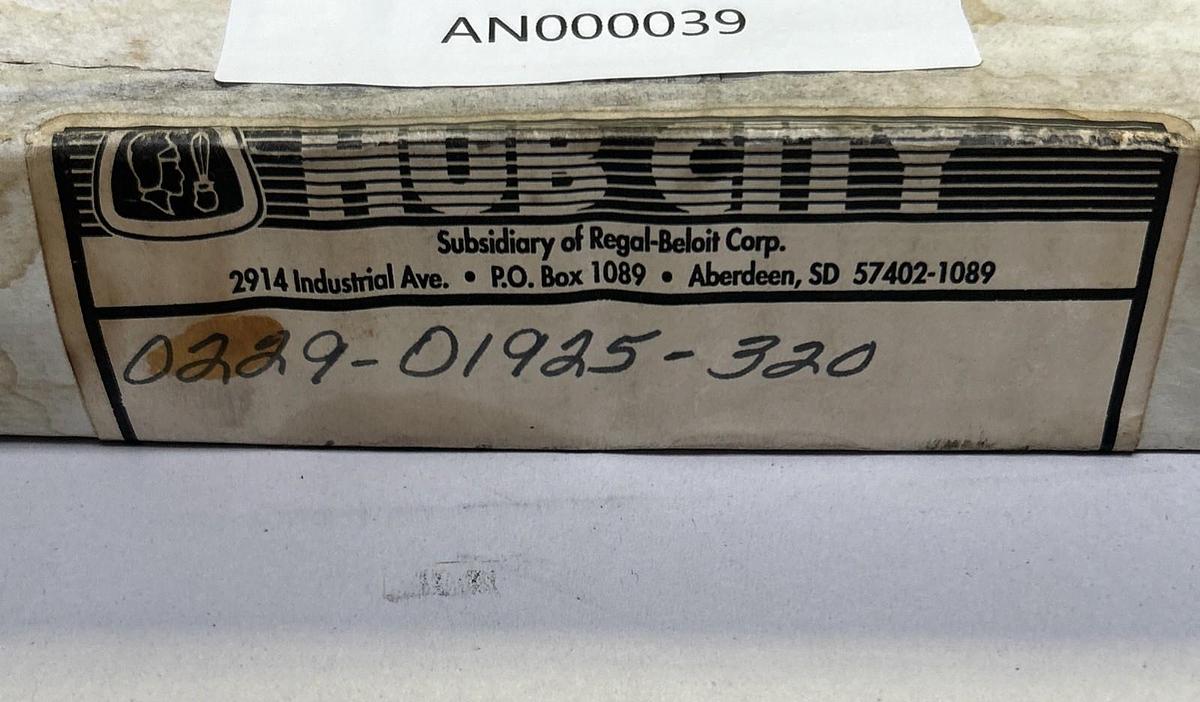 AN000039
HUB CITY
Subsidiary of Regal-Beloit Corp.
2914 Industrial Ave. • P.O. Box 1089 • Aberdeen, SD 57402-1089
0229-01925-320